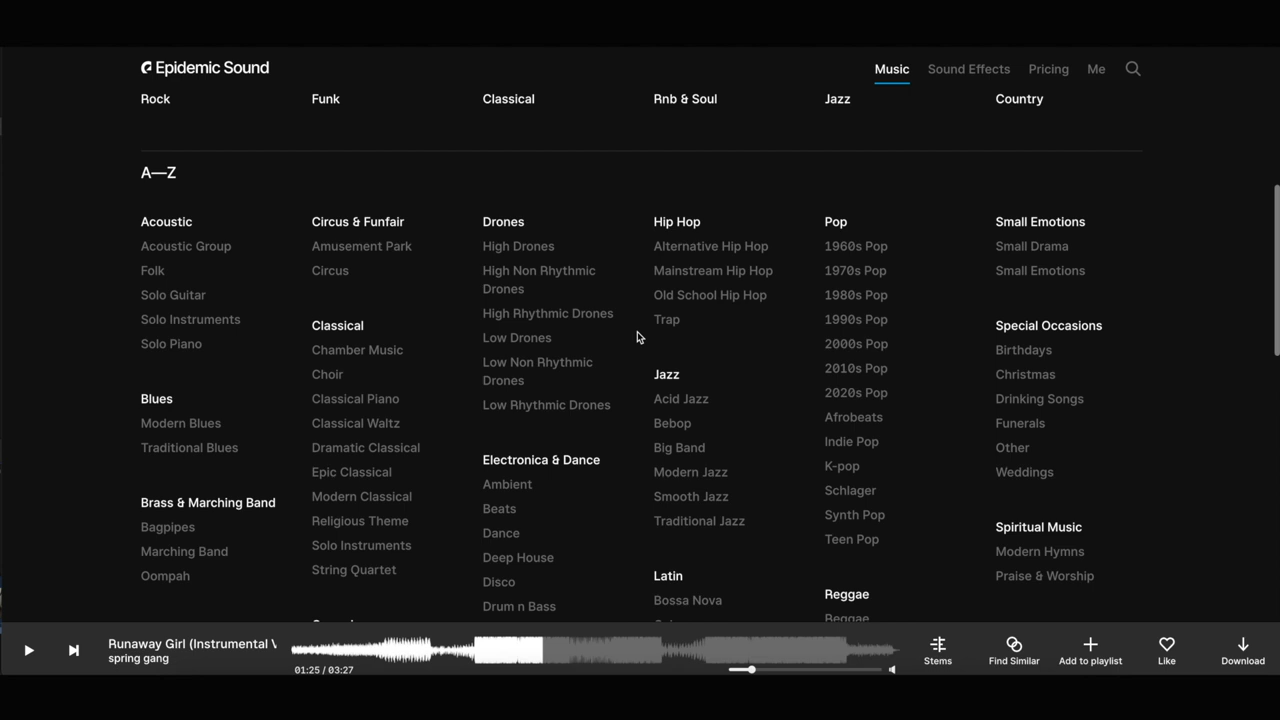 Epidemic Sound
Music
Sound Effects
Pricing
Me
Rock
Funk
Classical
Rnb & Soul
Jazz
Country
A—Z
Acoustic
Acoustic Group
Folk
Solo Guitar
Solo Instruments
Solo Piano
Blues
Modern Blues
Traditional Blues
Brass & Marching Band
Bagpipes
Marching Band
Oompah
Circus & Funfair
Amusement Park
Circus
Classical
Chamber Music
Choir
Classical Piano
Classical Waltz
Dramatic Classical
Epic Classical
Modern Classical
Religious Theme
Solo Instruments
String Quartet
Drones
High Drones
High Non Rhythmic
Drones
High Rhythmic Drones
Low Drones
Low Non Rhythmic
Drones
Low Rhythmic Drones
Electronica & Dance
Ambient
Beats
Dance
Deep House
Disco
Drum n Bass
Hip Hop
Alternative Hip Hop
Mainstream Hip Hop
Old School Hip Hop
Trap
Jazz
Acid Jazz
Bebop
Big Band
Modern Jazz
Smooth Jazz
Traditional Jazz
Latin
Bossa Nova
Pop
1960s Pop
1970s Pop
1980s Pop
1990s Pop
2000s Pop
2010s Pop
2020s Pop
Afrobeats
Indie Pop
K-pop
Schlager
Synth Pop
Teen Pop
Reggae
Reggae
Small Emotions
Small Drama
Small Emotions
Special Occasions
Birthdays
Christmas
Drinking Songs
Funerals
Other
Weddings
Spiritual Music
Modern Hymns
Praise & Worship
Runaway Girl (Instrumental
spring gang
01:25 / 03:27
Stems
Find Similar
Add to playlist
Like
Download